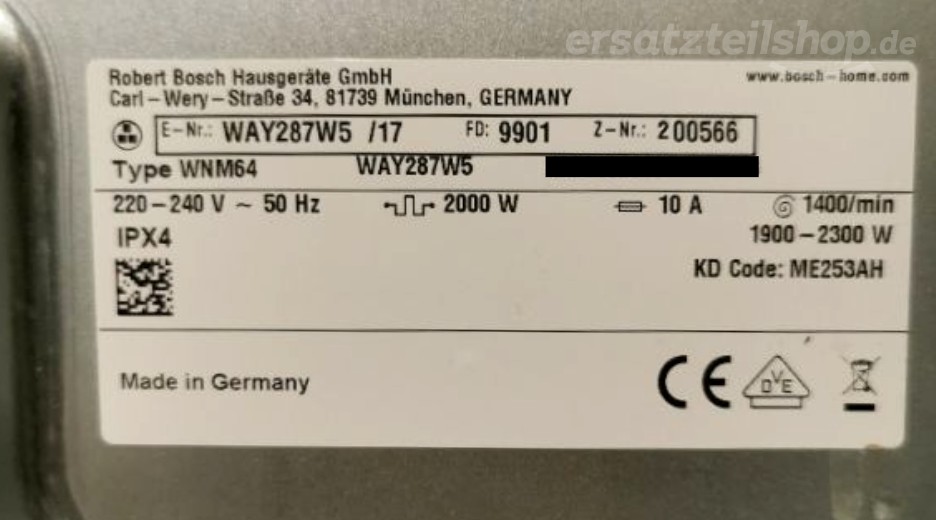 ersatzteilshop.de
Robert Bosch Hausgeräte GmbH www.bosch-home.com
Carl-Wery-Straße 34, 81739 München, GERMANY
E-Nr.: WAY287W5 /17 FD: 9901 Z-Nr.: 200566
Type WNM64 WAY287W5
220-240 V ~ 50 Hz 2000 W 10 A 1400/min
IPX4 1900-2300 W
KD Code: ME253AH
Made in Germany CE DVE